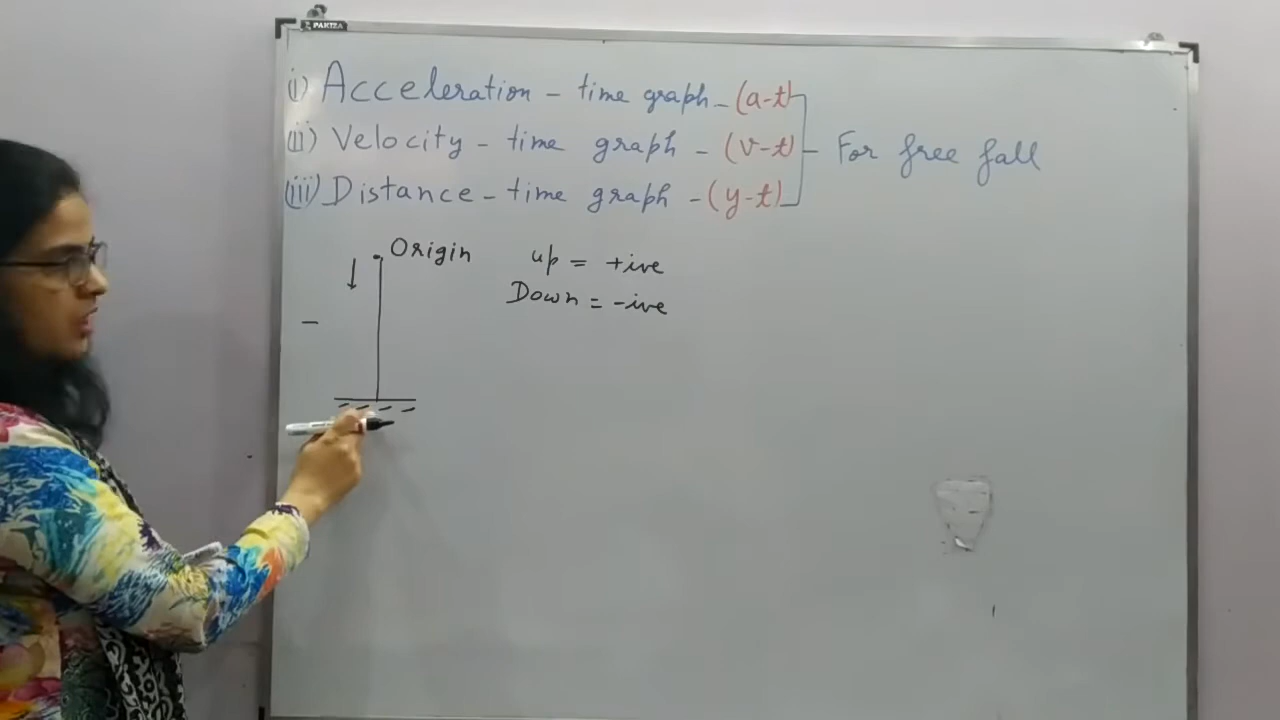 PAKIZA
(i) Acceleration - time graph - (a-t)
(ii) Velocity - time graph - (v-t) - For free fall
(iii) Distance - time graph - (y-t)
Origin
up = +ive
Down = -ive